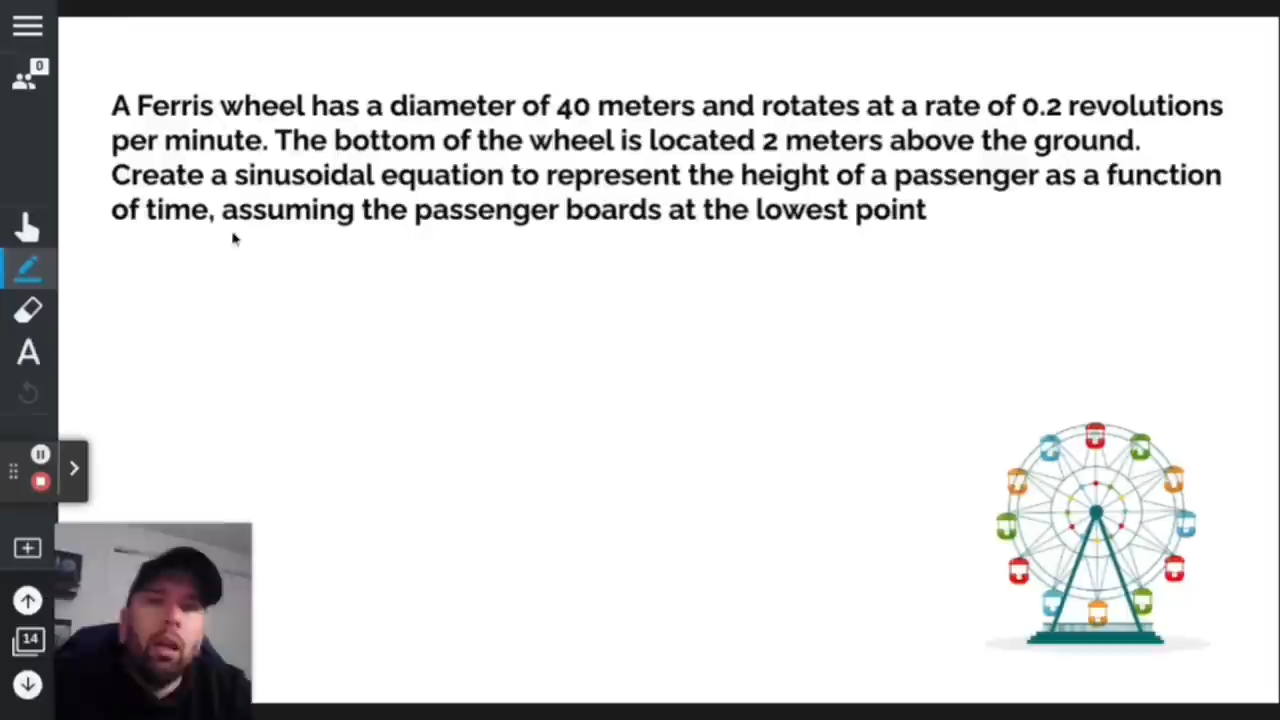 0
A Ferris wheel has a diameter of 40 meters and rotates at a rate of 0.2 revolutions
per minute. The bottom of the wheel is located 2 meters above the ground.
Create a sinusoidal equation to represent the height of a passenger as a function
of time, assuming the passenger boards at the lowest point
A
14